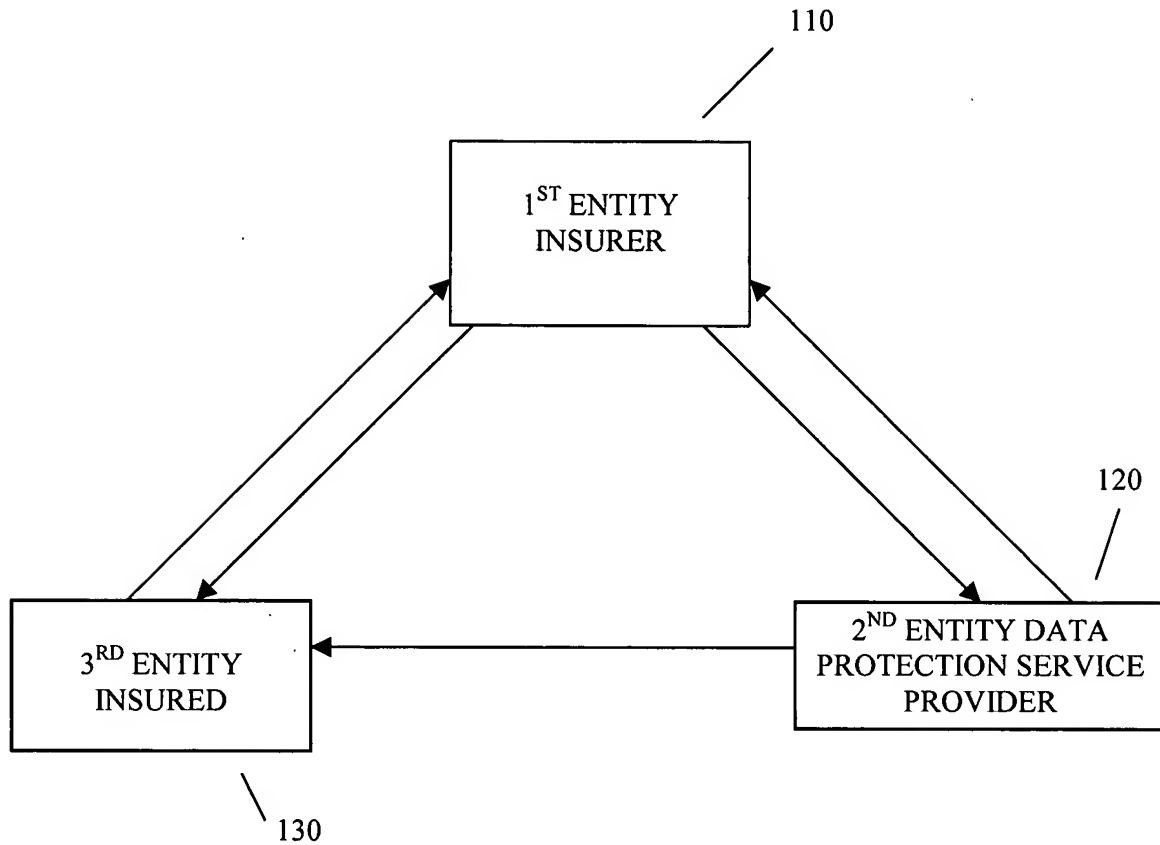 110
1ST ENTITY
INSURER
120
2ND ENTITY DATA
PROTECTION SERVICE
PROVIDER
3RD ENTITY
INSURED
130